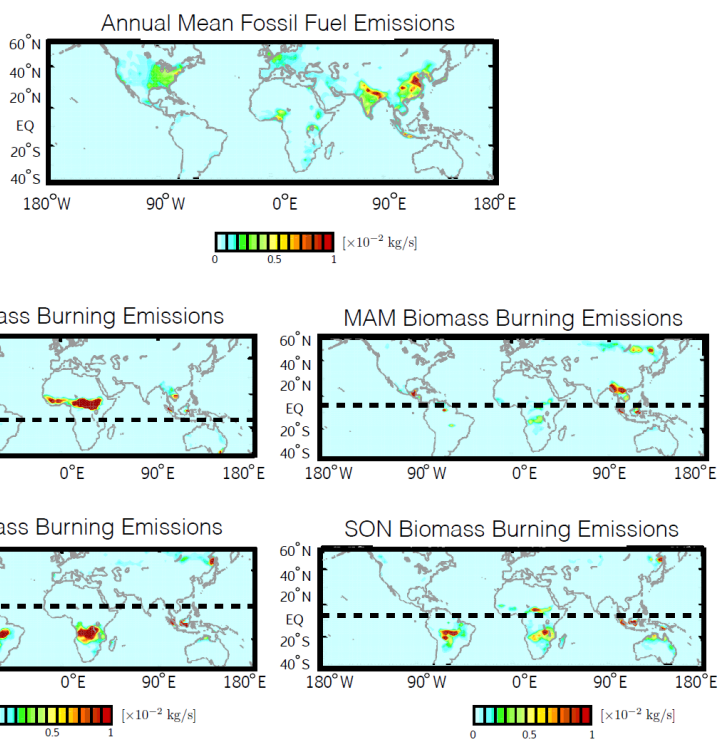 Annual Mean Fossil Fuel Emissions
60°N
40°N
20°N
EQ
20°S
40°S
180°W 90°W 0°E 90°E 180°E
0 0.5 1 [×10⁻² kg/s]
ass Burning Emissions
0°E 90°E 180°E
MAM Biomass Burning Emissions
60°N
40°N
20°N
EQ
20°S
40°S
180°W 90°W 0°E 90°E 180°E
ass Burning Emissions
0°E 90°E 180°E
0.5 1 [×10⁻² kg/s]
SON Biomass Burning Emissions
60°N
40°N
20°N
EQ
20°S
40°S
180°W 90°W 0°E 90°E 180°E
0 0.5 1 [×10⁻² kg/s]